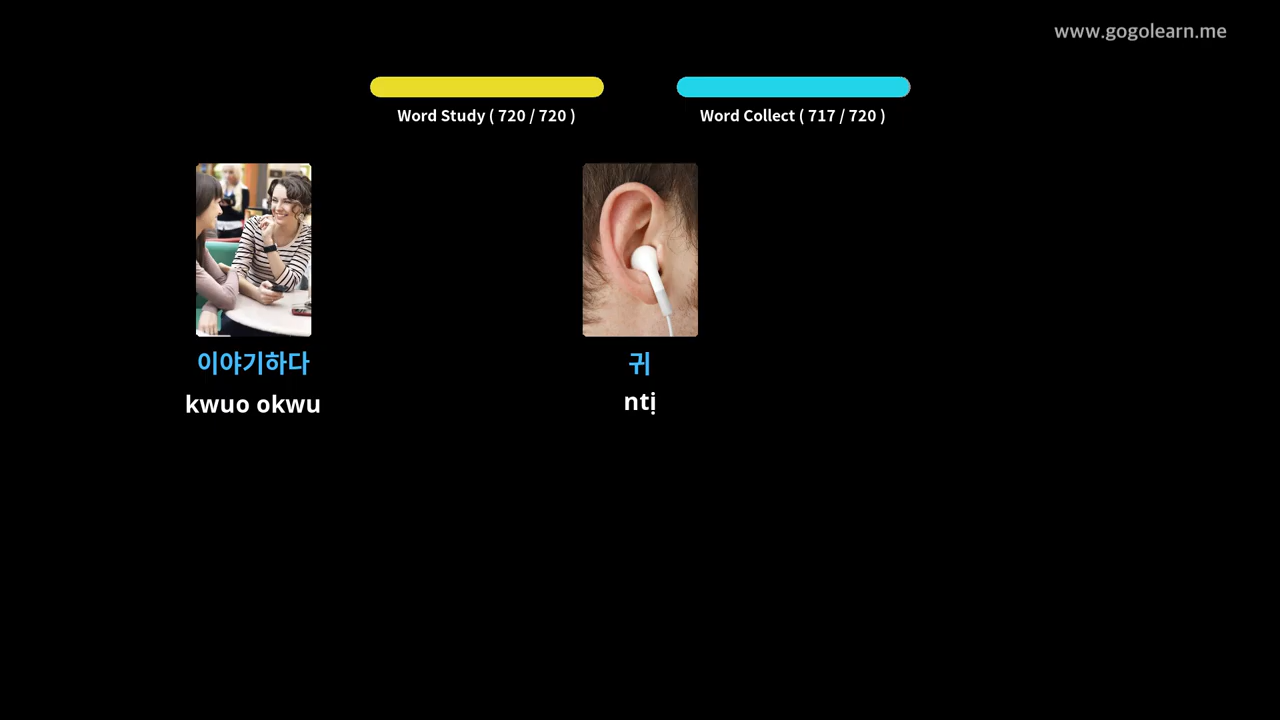 www.gogolearn.me
Word Study ( 720 / 720 )
Word Collect ( 717 / 720 )
이야기하다
귀
kwuo okwu
ntị